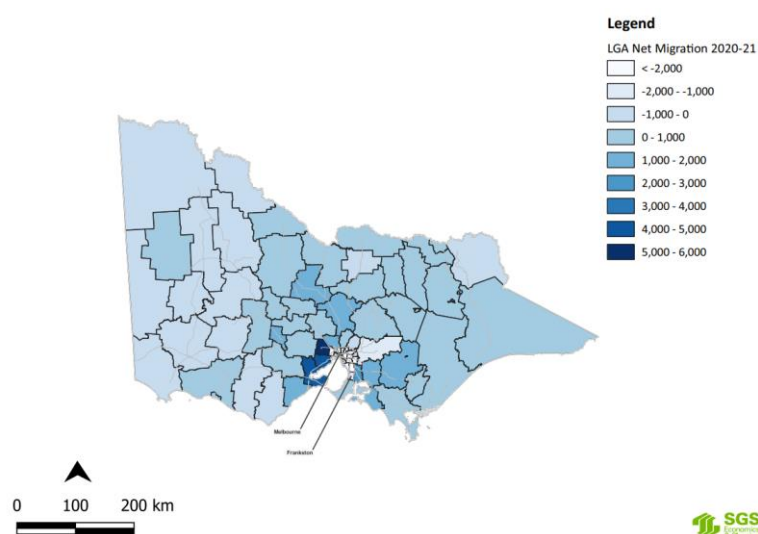 Legend
LGA Net Migration 2020-21
< -2,000
-2,000 - -1,000
-1,000 - 0
0 - 1,000
1,000 - 2,000
2,000 - 3,000
3,000 - 4,000
4,000 - 5,000
5,000 - 6,000
Melbourne
Frankston
0 100 200 km
SGS
Economics